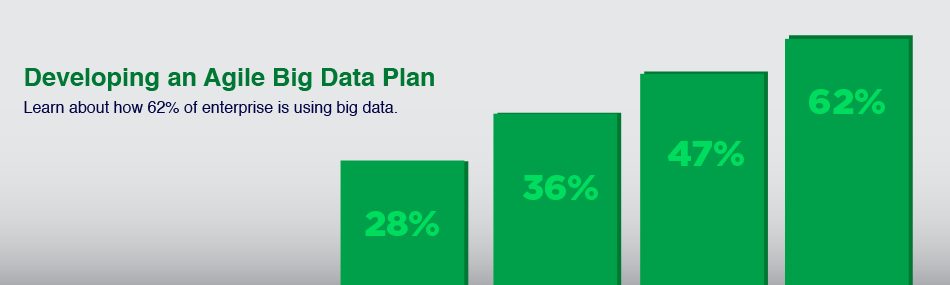 Developing an Agile Big Data Plan
Learn about how 62% of enterprise is using big data.
28%
36%
47%
62%